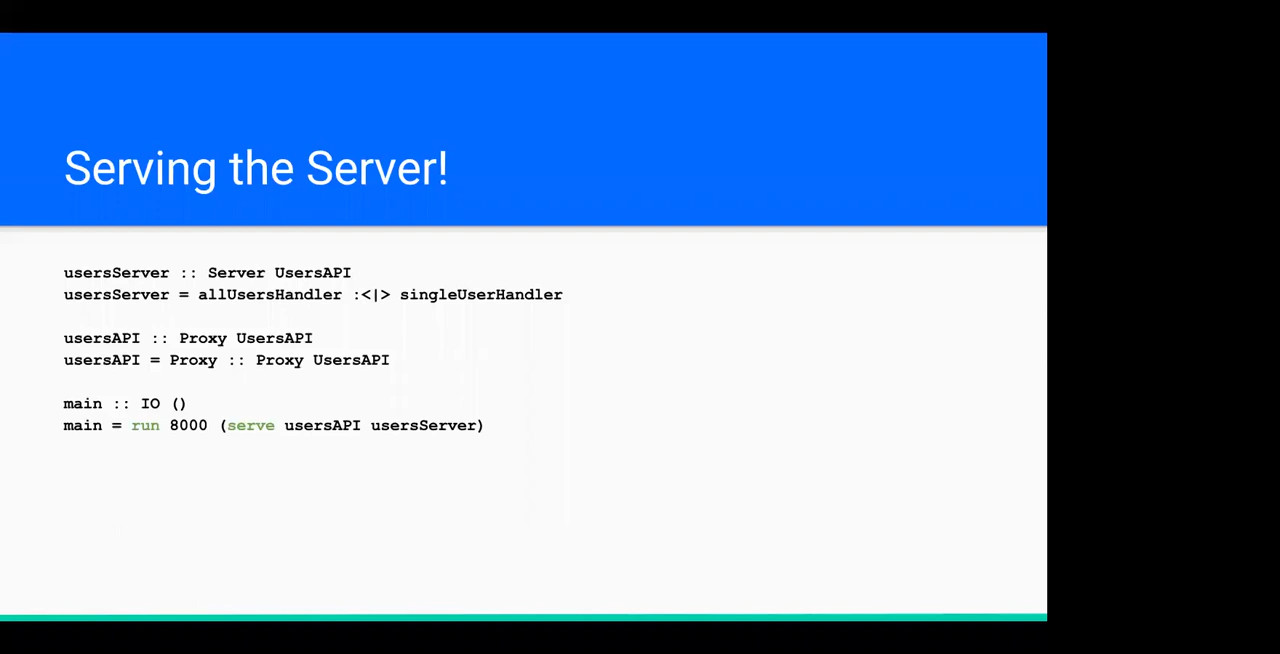 Serving the Server!
usersServer :: Server UsersAPI
usersServer = allUsersHandler :<|> singleUserHandler
usersAPI :: Proxy UsersAPI
usersAPI = Proxy :: Proxy UsersAPI
main :: IO ()
main = run 8000 (serve usersAPI usersServer)